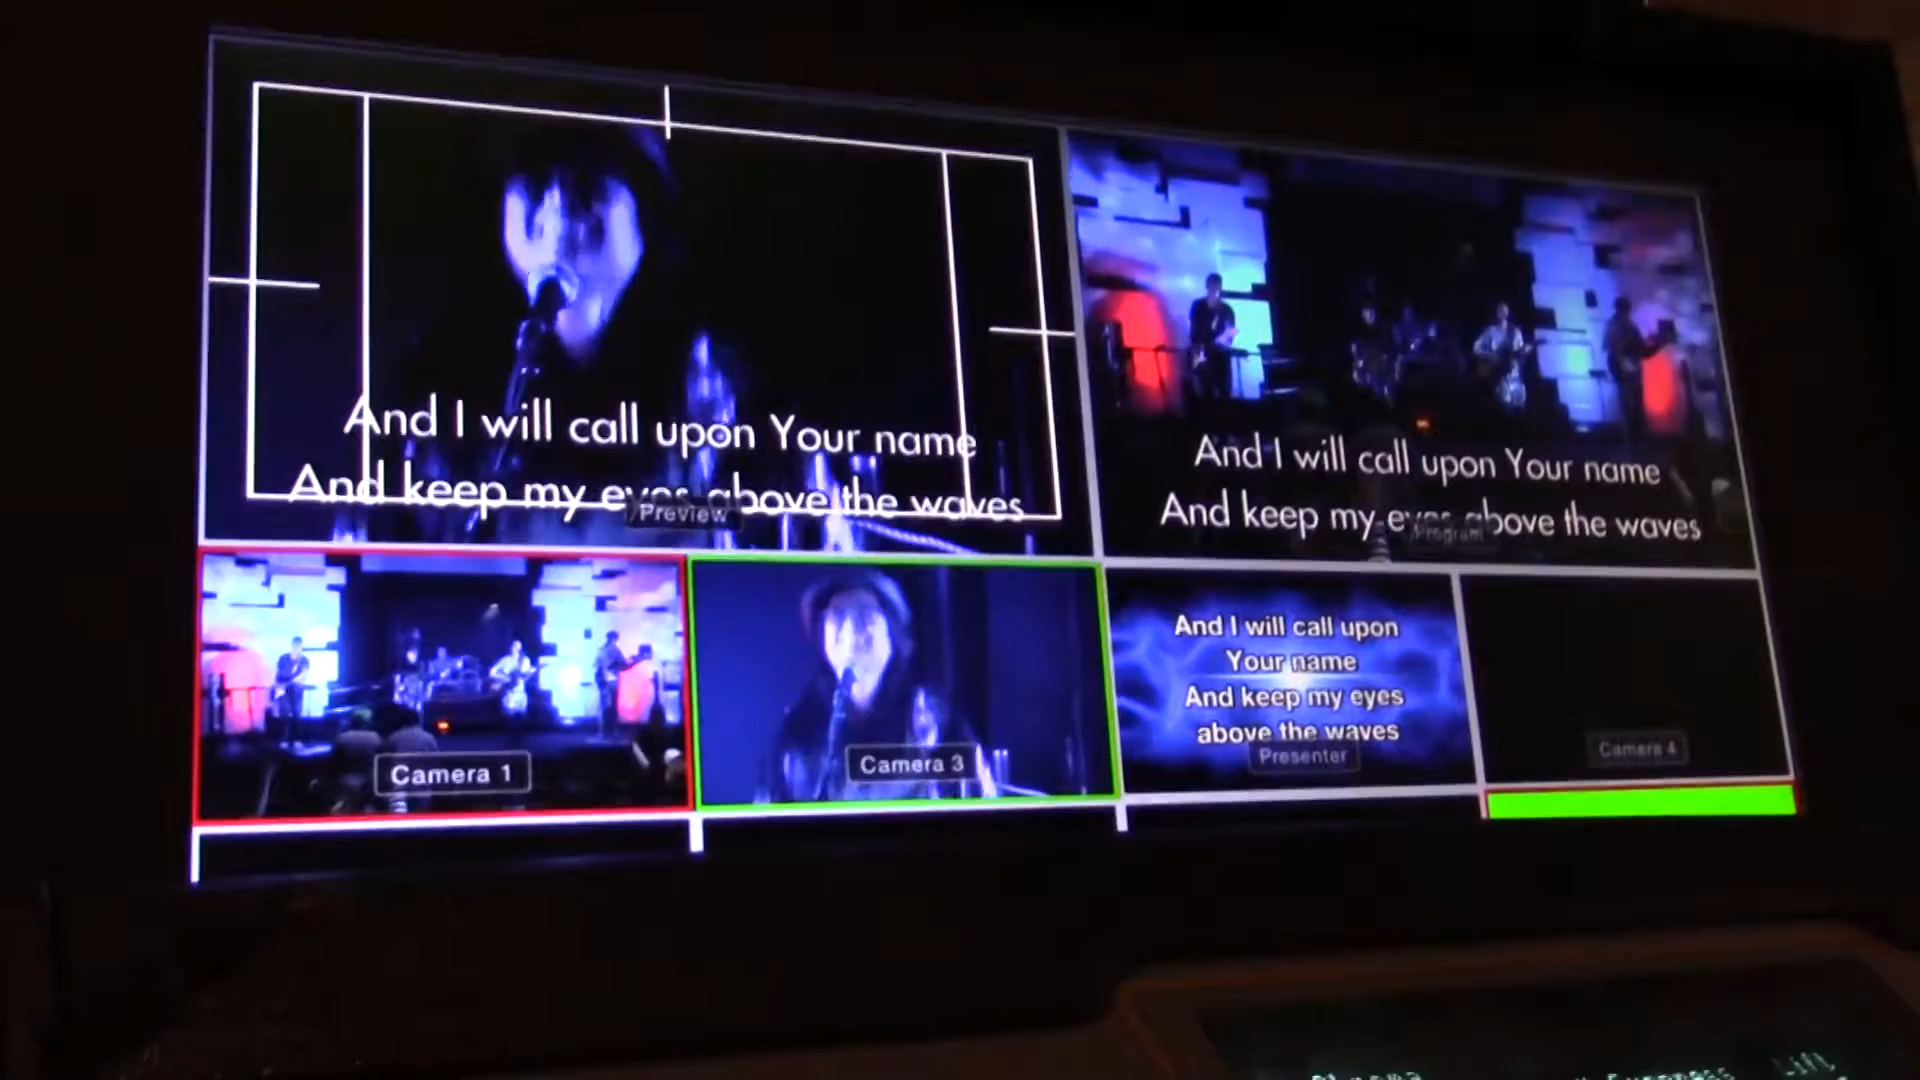 And I will call upon Your name
And keep my eyes above the waves
Preview
And I will call upon Your name
And keep my eyes above the waves
Program
Camera 1
Camera 3
And I will call upon
Your name
And keep my eyes
above the waves
Presenter
Camera 4